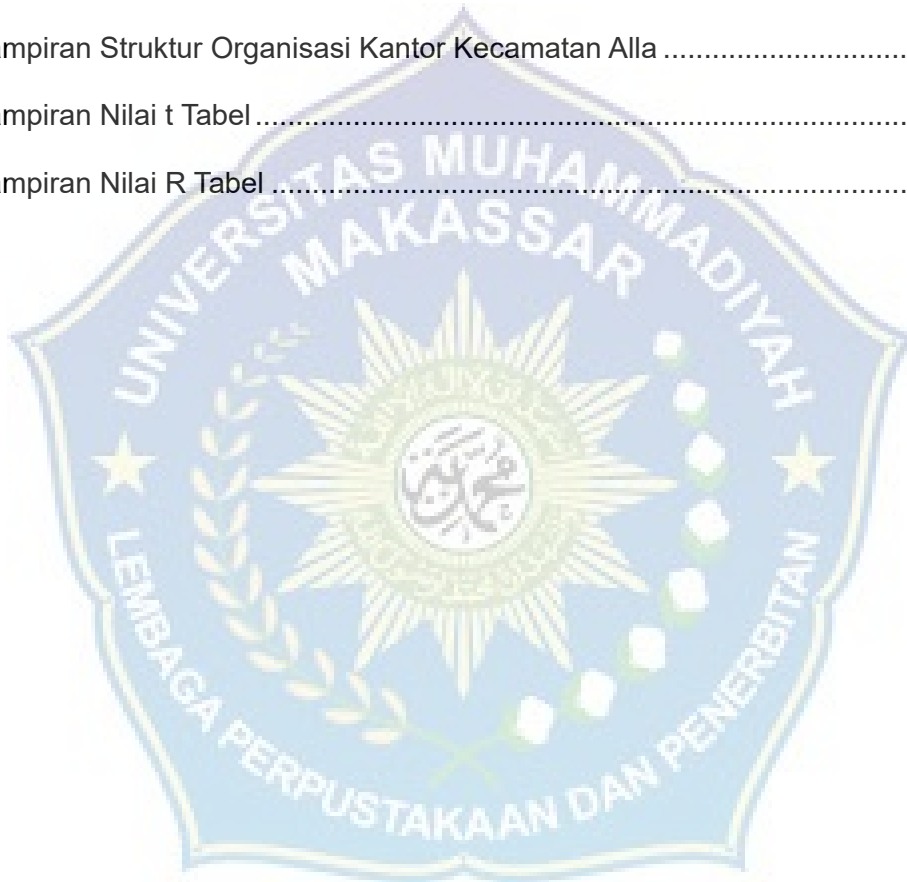 ampiran Struktur Organisasi Kantor Kecamatan Alla ..............................
ampiran Nilai t Tabel ................................................................................
ampiran Nilai R Tabel ..............................................................................
UNIVERSITAS MUHAMMADIYAH
MAKASSAR
LEMBAGA PERPUSTAKAAN DAN PENERBITAN